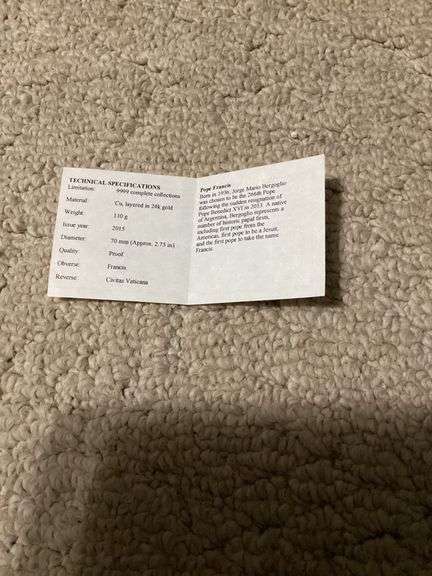 TECHNICAL SPECIFICATIONS
Limitation: 9999 complete collections
Material: Cu, layered in 24k gold
Weight: 110 g
Issue year: 2015
Diameter: 70 mm (Approx. 2.75 in)
Quality: Proof
Obverse: Francis
Reverse: Civitas Vaticana
Pope Francis
Born in 1936, Jorge Mario Bergoglio
was chosen to be the 266th Pope
following the sudden resignation of
Pope Benedict XVI in 2013. A native
of Argentina, Bergoglio represents a
number of historic papal firsts,
including first pope from the
Americas, first pope to be a Jesuit,
and the first pope to take the name
Francis.